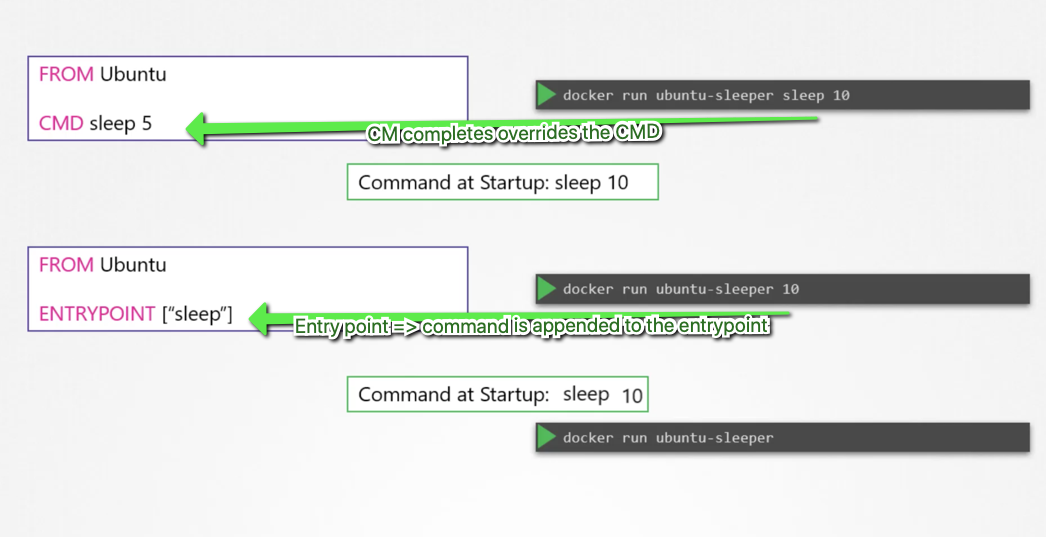 FROM Ubuntu
docker run ubuntu-sleeper sleep 10
CMD sleep 5
CM completes overrides the CMD
Command at Startup: sleep 10
FROM Ubuntu
docker run ubuntu-sleeper 10
ENTRYPOINT [“sleep”]
Entry point => command is appended to the entrypoint
Command at Startup: sleep 10
docker run ubuntu-sleeper